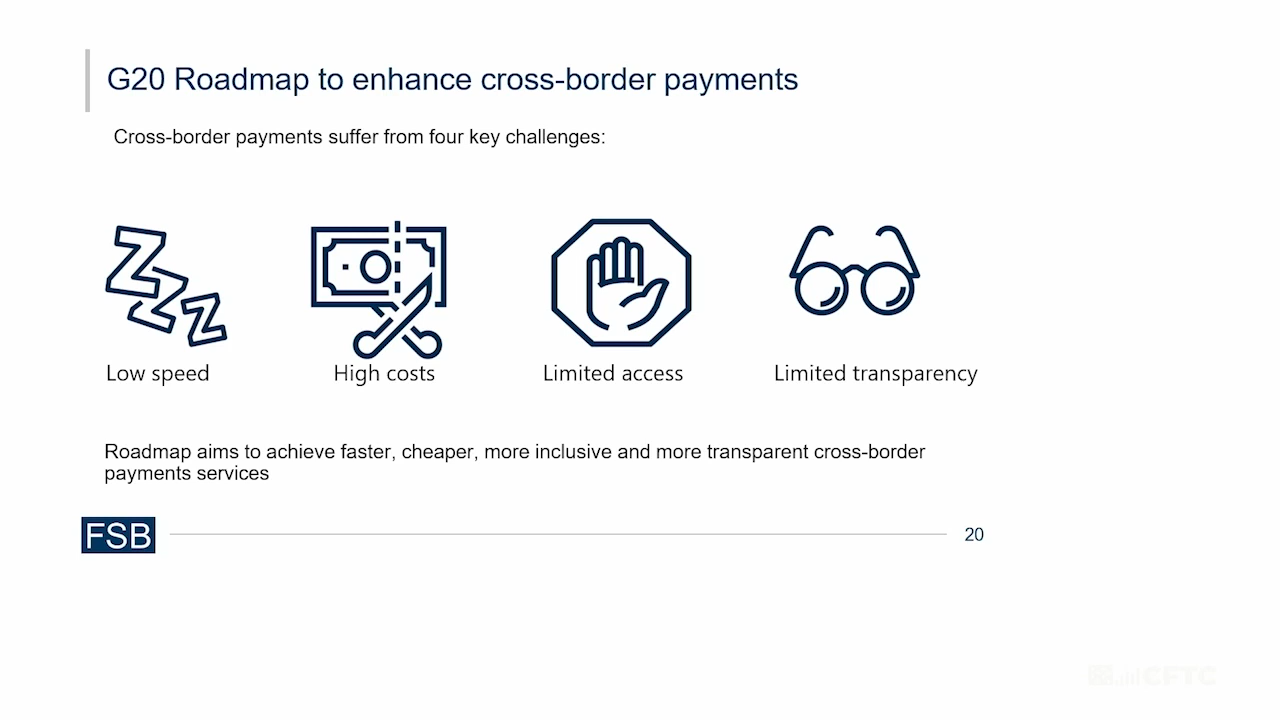 G20 Roadmap to enhance cross-border payments
Cross-border payments suffer from four key challenges:
Low speed
High costs
Limited access
Limited transparency
Roadmap aims to achieve faster, cheaper, more inclusive and more transparent cross-border
payments services
FSB
20
CFTC